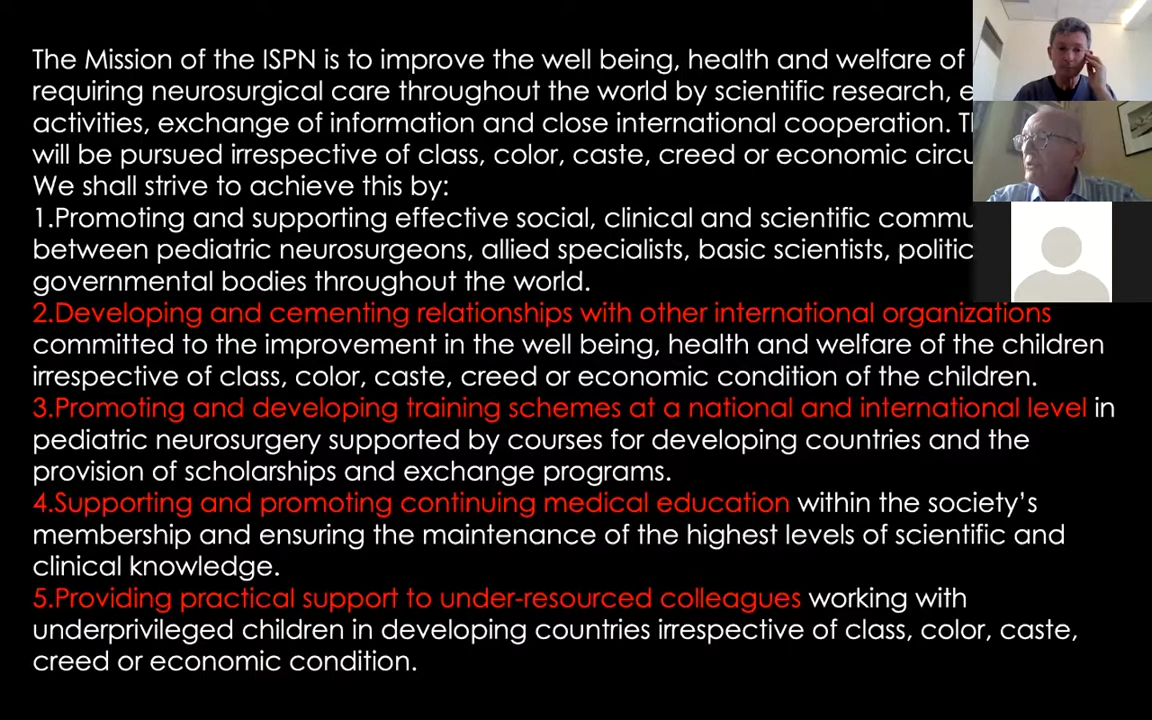 The Mission of the ISPN is to improve the well being, health and welfare of
requiring neurosurgical care throughout the world by scientific research,
activities, exchange of information and close international cooperation.
will be pursued irrespective of class, color, caste, creed or economic
We shall strive to achieve this by:
1.Promoting and supporting effective social, clinical and scientific
between pediatric neurosurgeons, allied specialists, basic scientists,
governmental bodies throughout the world.
2.Developing and cementing relationships with other international organizations
committed to the improvement in the well being, health and welfare of the children
irrespective of class, color, caste, creed or economic condition of the children.
3.Promoting and developing training schemes at a national and international level in
pediatric neurosurgery supported by courses for developing countries and the
provision of scholarships and exchange programs.
4.Supporting and promoting continuing medical education within the society’s
membership and ensuring the maintenance of the highest levels of scientific and
clinical knowledge.
5.Providing practical support to under-resourced colleagues working with
underprivileged children in developing countries irrespective of class, color, caste,
creed or economic condition.